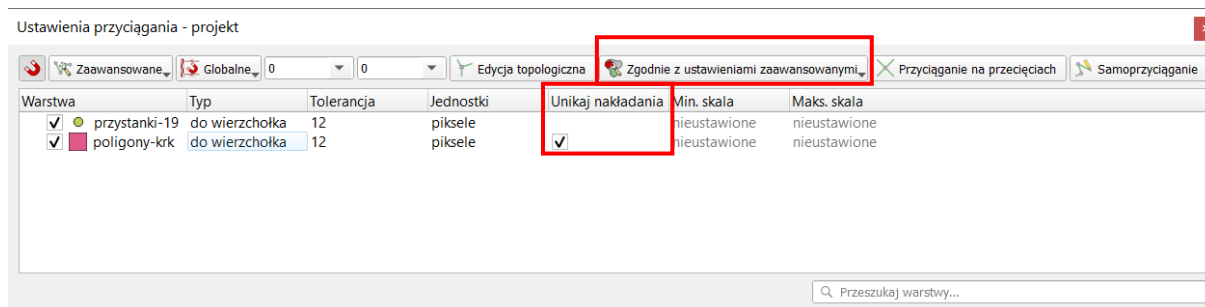 Ustawienia przyciągania - projekt
Zaawansowane Globalne 0 0 Edycja topologiczna Zgodnie z ustawieniami zaawansowanymi Przyciąganie na przecięciach Samoprzyciąganie
Warstwa Typ Tolerancja Jednostki Unikaj nakładania Min. skala Maks. skala
przystanki-19 do wierzchołka 12 piksele nieustawione nieustawione
poligony-krk do wierzchołka 12 piksele nieustawione nieustawione
Przeszukaj warstwy...